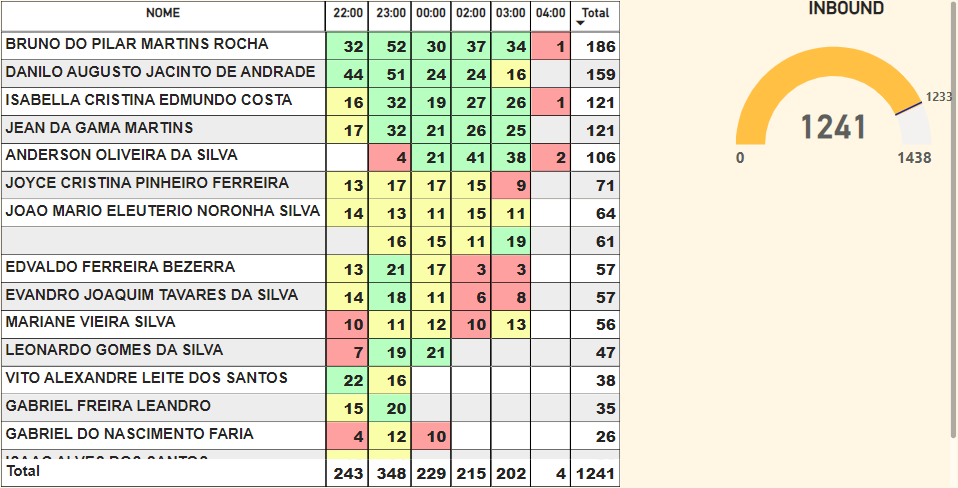 NOME 22:00 23:00 00:00 02:00 03:00 04:00 Total
BRUNO DO PILAR MARTINS ROCHA 32 52 30 37 34 1 186
DANILO AUGUSTO JACINTO DE ANDRADE 44 51 24 24 16 159
ISABELLA CRISTINA EDMUNDO COSTA 16 32 19 27 26 1 121
JEAN DA GAMA MARTINS 17 32 21 26 25 121
ANDERSON OLIVEIRA DA SILVA 4 21 41 38 2 106
JOYCE CRISTINA PINHEIRO FERREIRA 13 17 17 15 9 71
JOAO MARIO ELEUTERIO NORONHA SILVA 14 13 11 15 11 64
16 15 11 19 61
EDVALDO FERREIRA BEZERRA 13 21 17 3 3 57
EVANDRO JOAQUIM TAVARES DA SILVA 14 18 11 6 8 57
MARIANE VIEIRA SILVA 10 11 12 10 13 56
LEONARDO GOMES DA SILVA 7 19 21 47
VITO ALEXANDRE LEITE DOS SANTOS 22 16 38
GABRIEL FREIRA LEANDRO 15 20 35
GABRIEL DO NASCIMENTO FARIA 4 12 10 26
ISAAC ALVES DOS SANTOS
Total 243 348 229 215 202 4 1241
INBOUND
1233
1241
0 1438